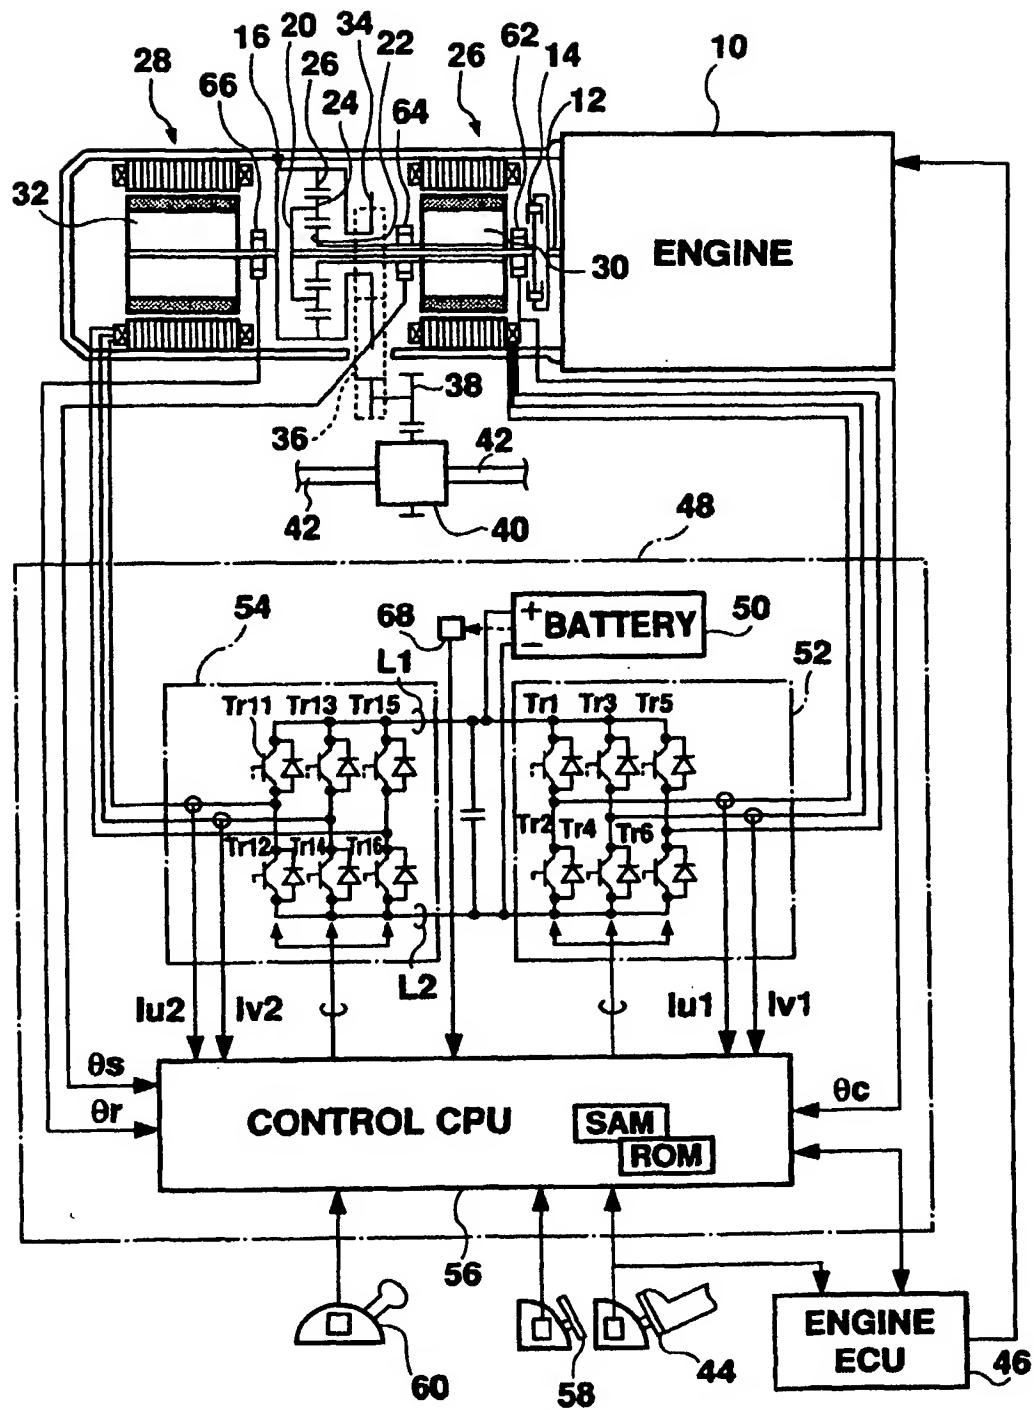 20 34 62
16 26 22 26 14 10
28 24 64 12
66
32
ENGINE
30
38
36 42
42 40
48
54 68 + BATTERY 50
−
L1 52
Tr11 Tr13 Tr15 Tr1 Tr3 Tr5
Tr12 Tr14 Tr16 Tr2 Tr4 Tr6
L2
Iu2 Iv2 Iu1 Iv1
θs
θr CONTROL CPU θc
SAM
ROM
56
60 58 44
ENGINE
ECU
46